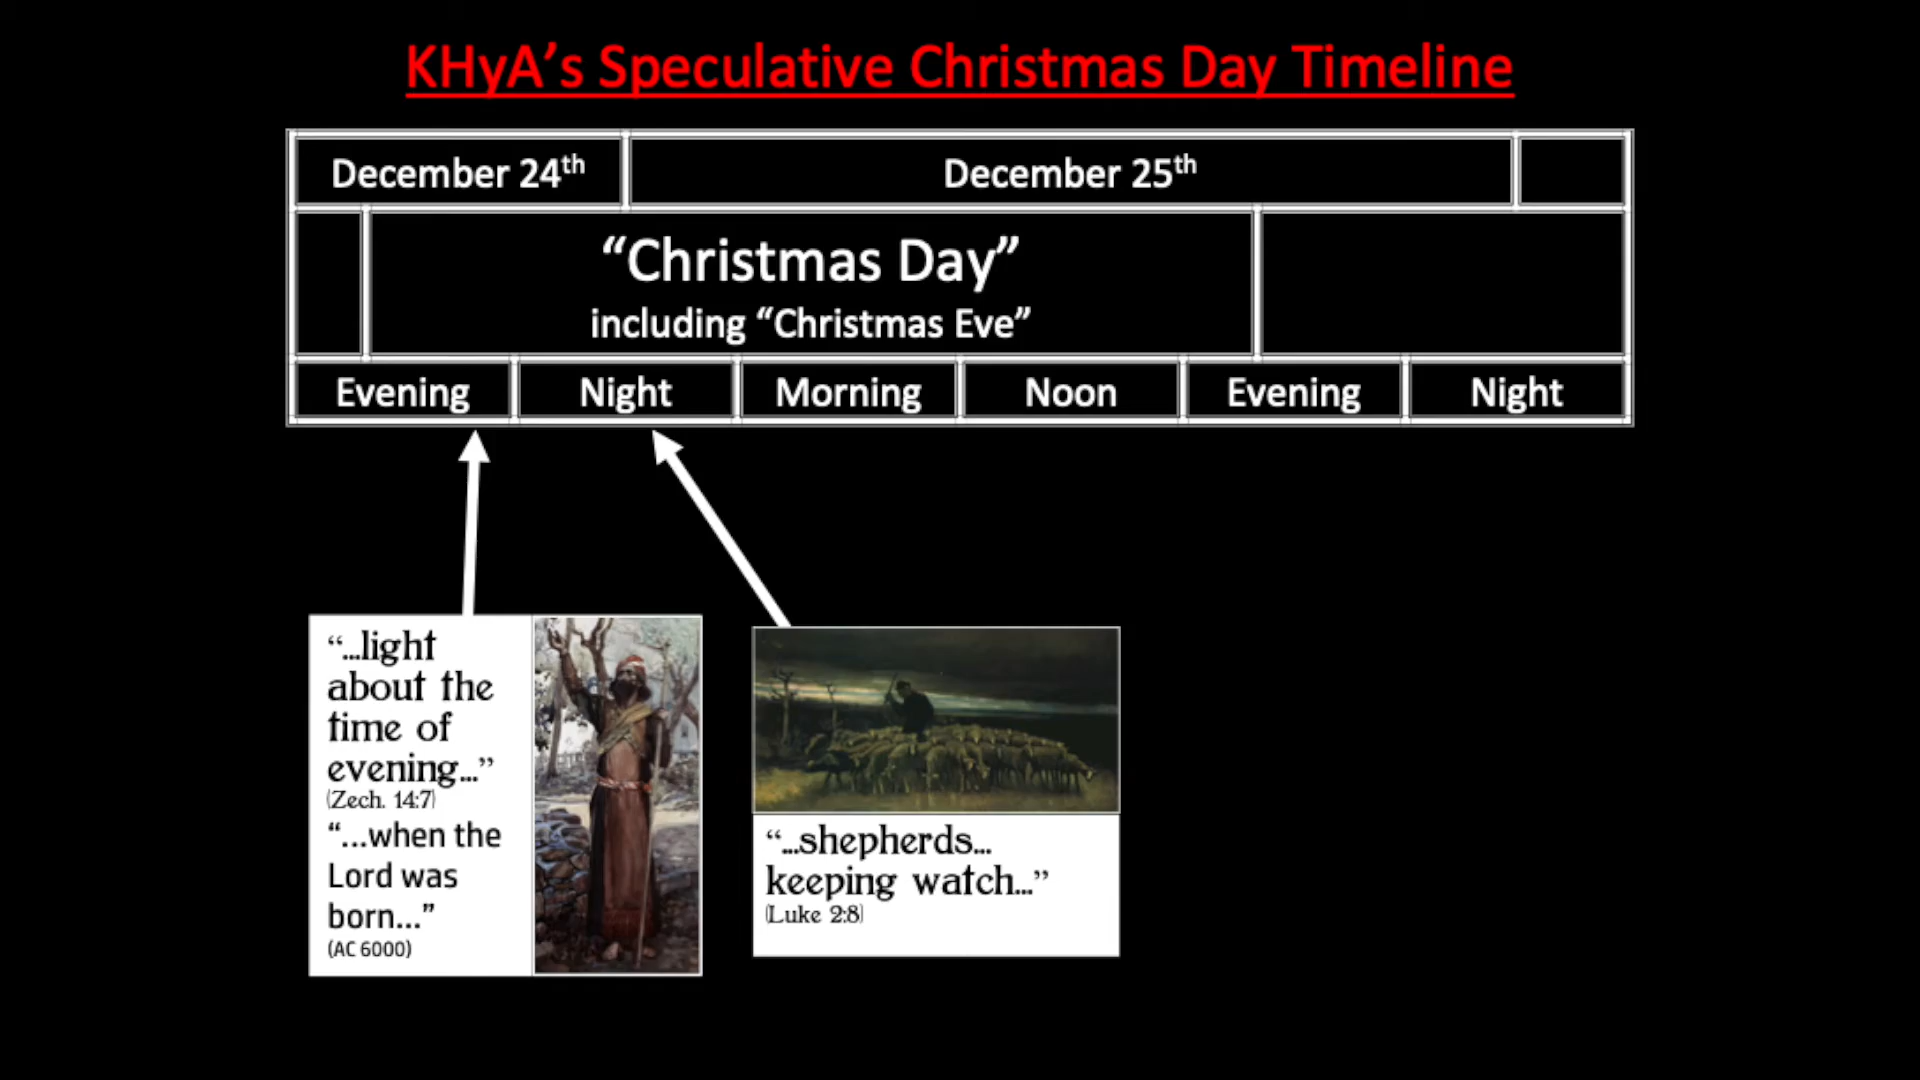 KHyA’s Speculative Christmas Day Timeline
December 24th
December 25th
“Christmas Day”
including “Christmas Eve”
Evening
Night
Morning
Noon
Evening
Night
“...light
about the
time of
evening...”
(Zech. 14:7)
“...when the
Lord was
born...”
(AC 6000)
“...shepherds...
keeping watch...”
(Luke 2:8)